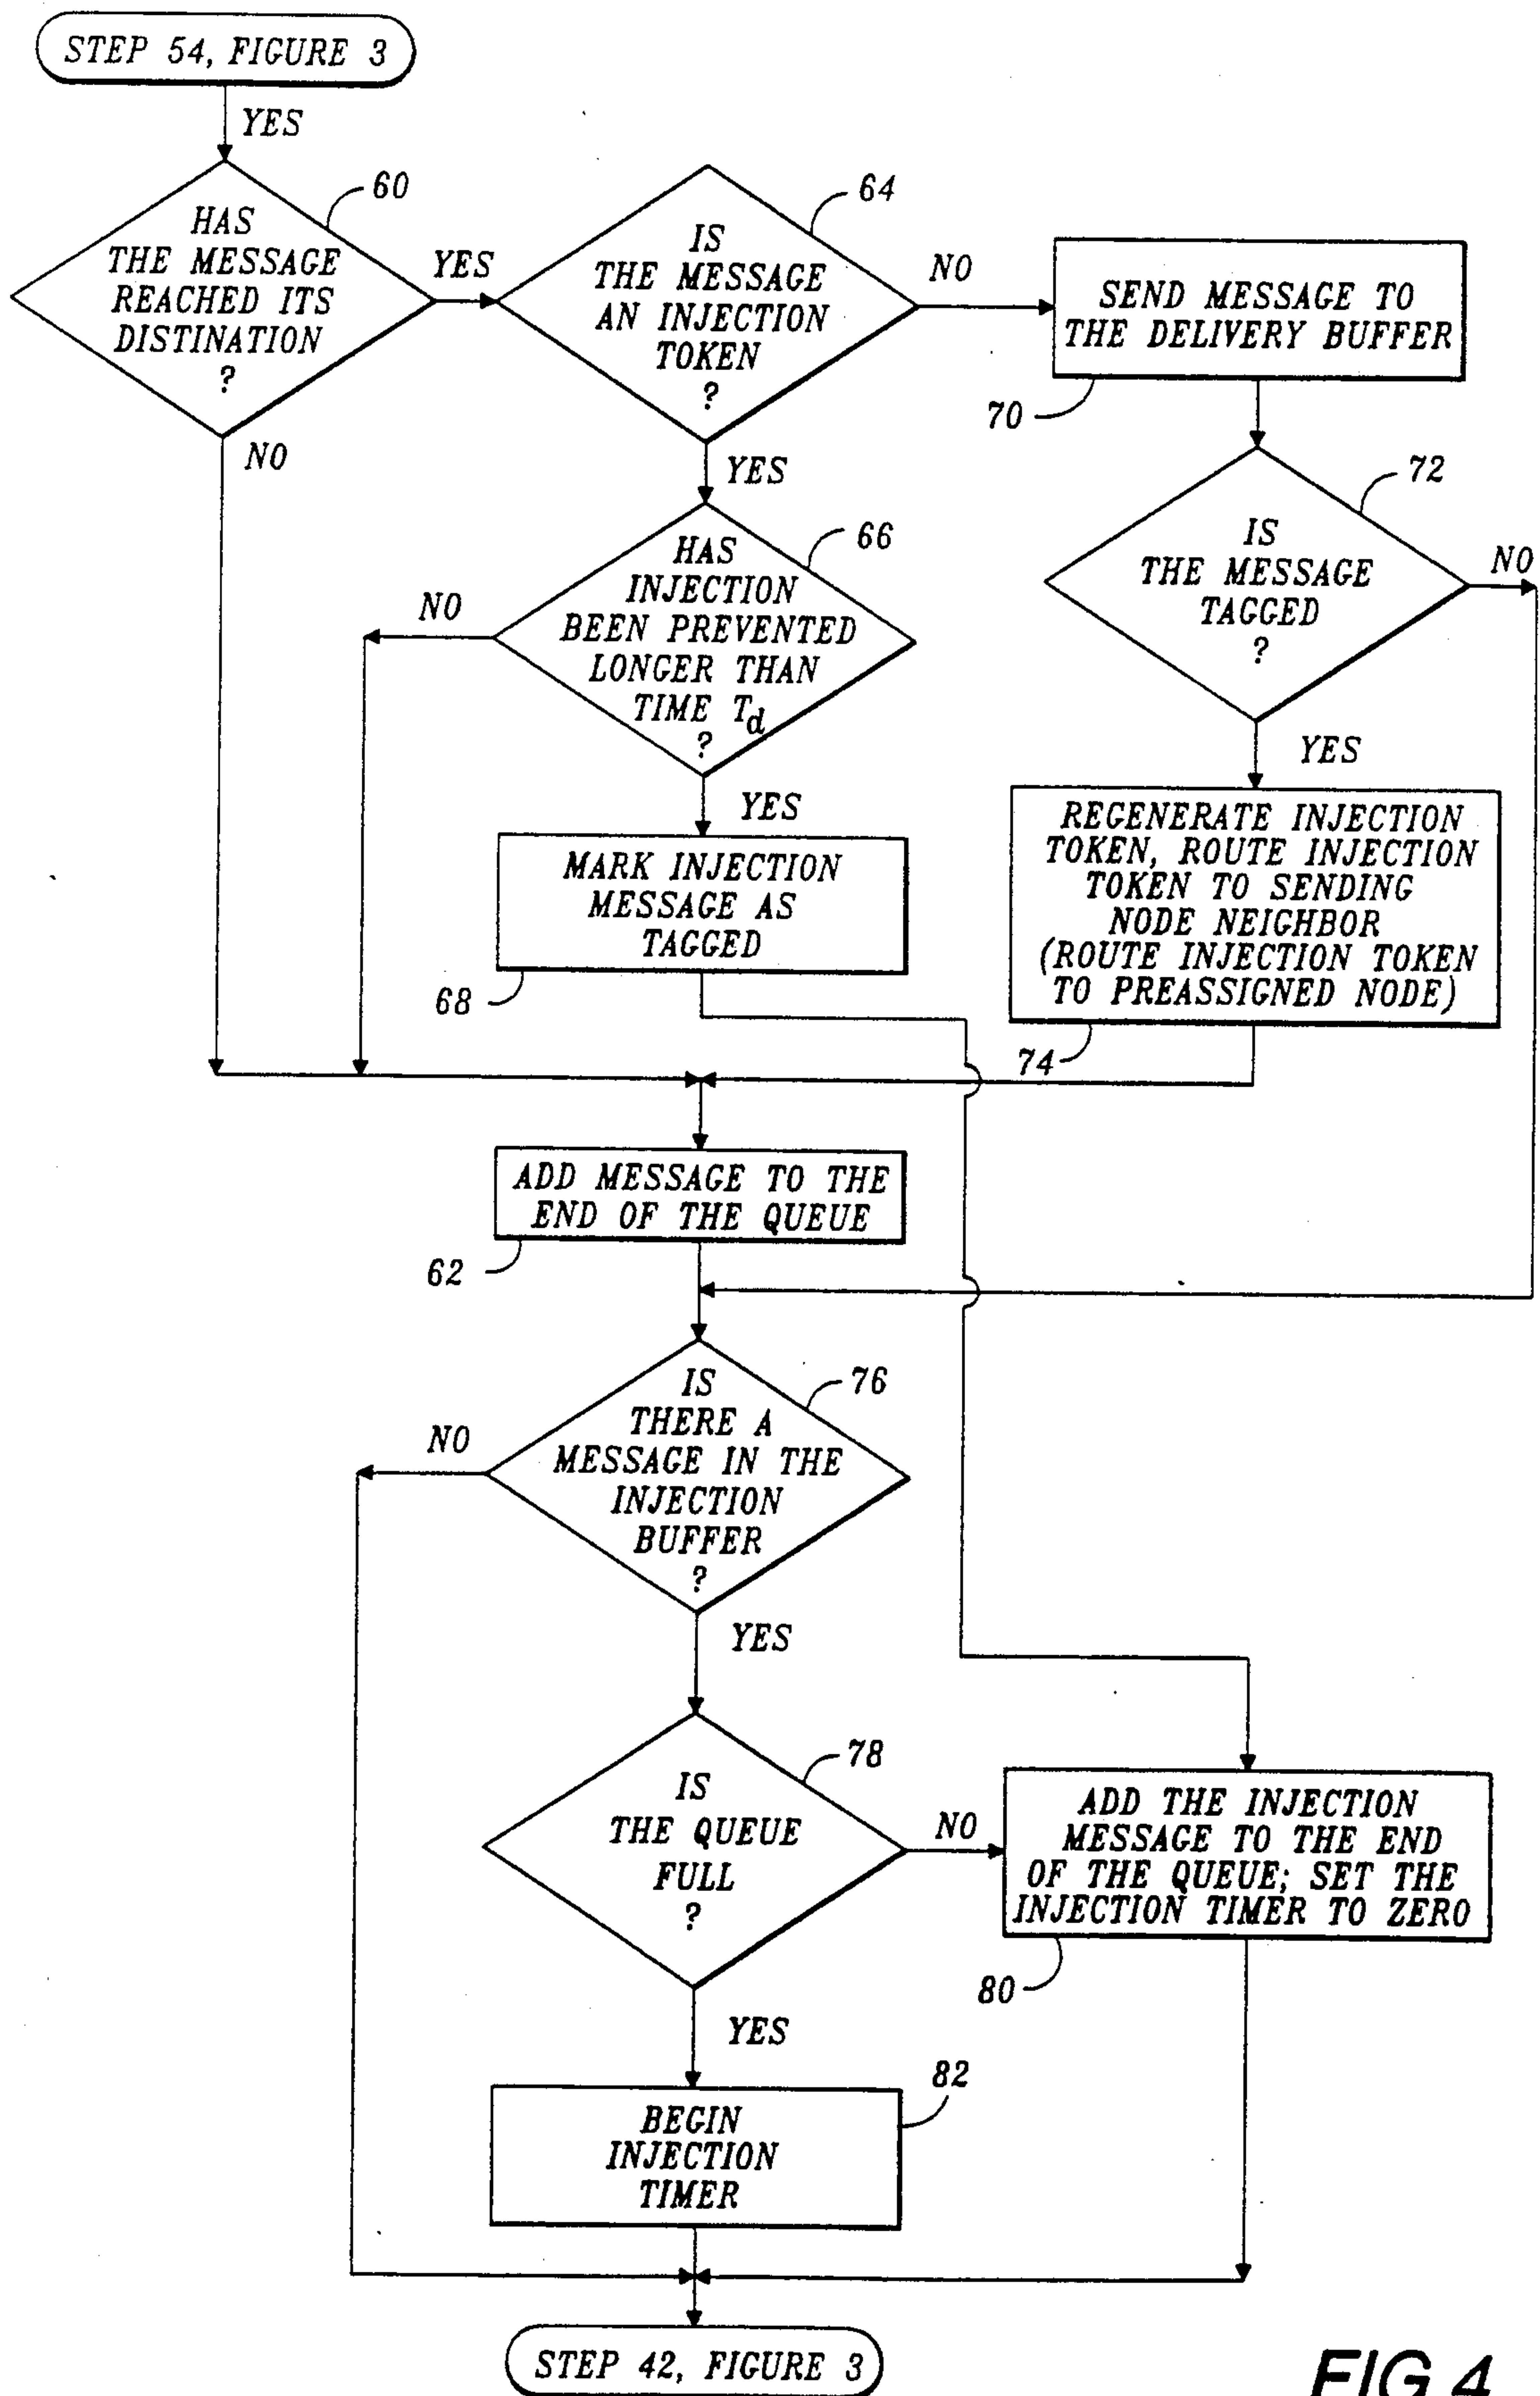 STEP 54, FIGURE 3
YES
60
HAS
THE MESSAGE
REACHED ITS
DISTINATION
?
YES
NO
64
IS
THE MESSAGE
AN INJECTION
TOKEN
?
NO
YES
SEND MESSAGE TO
THE DELIVERY BUFFER
70
72
IS
THE MESSAGE
TAGGED
?
NO
YES
66
HAS
INJECTION
BEEN PREVENTED
LONGER THAN
TIME Td
?
NO
YES
MARK INJECTION
MESSAGE AS
TAGGED
68
REGENERATE INJECTION
TOKEN, ROUTE INJECTION
TOKEN TO SENDING
NODE NEIGHBOR
(ROUTE INJECTION TOKEN
TO PREASSIGNED NODE)
74
ADD MESSAGE TO THE
END OF THE QUEUE
62
76
IS
THERE A
MESSAGE IN THE
INJECTION
BUFFER
?
NO
YES
78
IS
THE QUEUE
FULL
?
NO
YES
ADD THE INJECTION
MESSAGE TO THE END
OF THE QUEUE; SET THE
INJECTION TIMER TO ZERO
80
82
BEGIN
INJECTION
TIMER
STEP 42, FIGURE 3
FIG 4